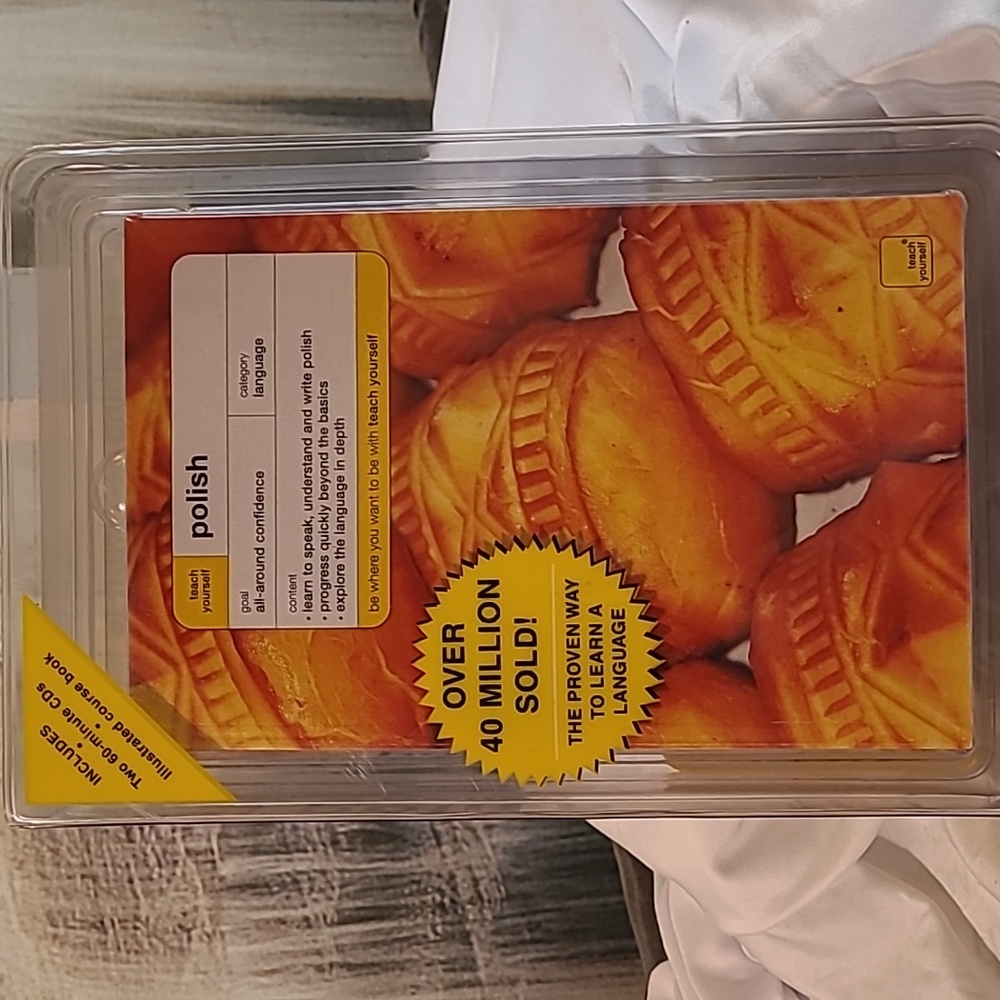 INCLUDES
•
Two 60-minute CDs
•
Illustrated course book
teach
yourself
polish
goal
all-around confidence
category
language
content
• learn to speak, understand and write polish
• progress quickly beyond the basics
• explore the language in depth
be where you want to be with teach yourself
OVER
40 MILLION
SOLD!
THE PROVEN WAY
TO LEARN A
LANGUAGE
teach®
yourself